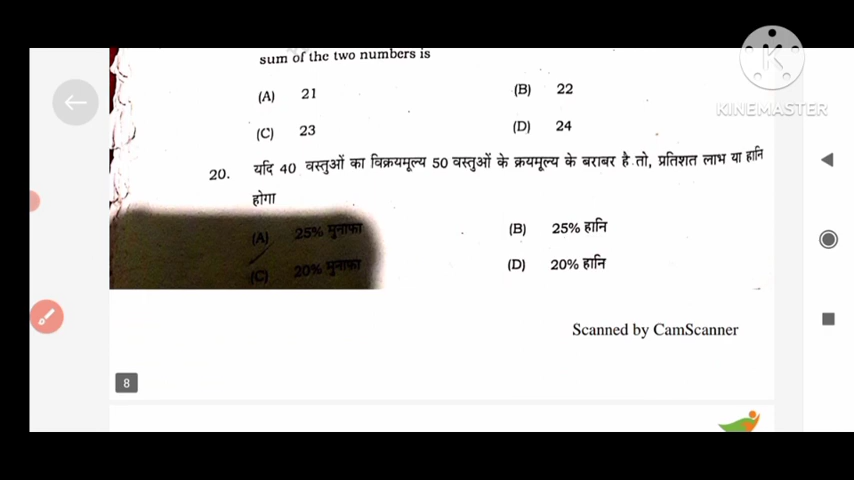 sum of the two numbers is
(A) 21 (B) 22
(C) 23 (D) 24
KINEMASTER
20. यदि 40 वस्तुओं का विक्रयमूल्य 50 वस्तुओं के क्रयमूल्य के बराबर है तो, प्रतिशत लाभ या हानि
होगा
(A) 25% मुनाफा (B) 25% हानि
(C) 20% मुनाफा (D) 20% हानि
Scanned by CamScanner
8